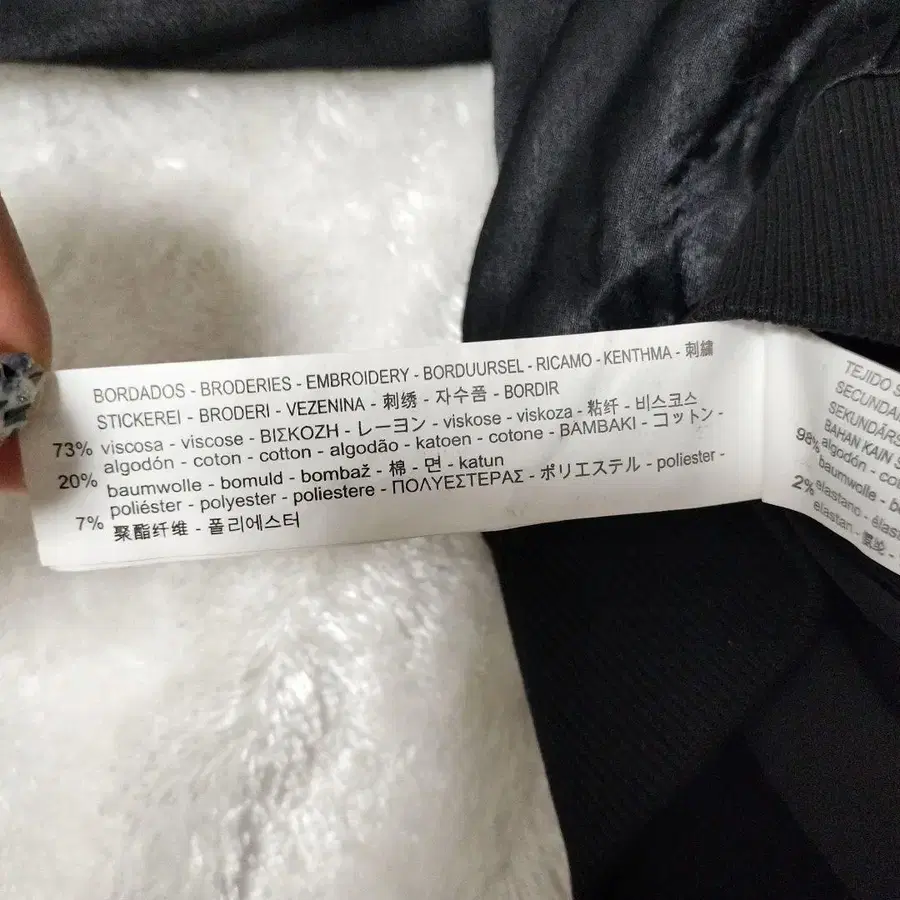 BORDADOS - BRODERIES - EMBROIDERY - BORDUURSEL - RICAMO - KENTHMA - 刺繍
STICKEREI - BRODERI - VEZENINA - 刺绣 - 자수품 - BORDIR
73% viscosa - viscose - ΒΙΣΚΟΖΗ - レーヨン - viskose - viskoza - 粘纤 - 비스코스
20% algodón - coton - cotton - algodão - katoen - cotone - BAMBAKI - コットン -
baumwolle - bomuld - bombaž - 棉 - 면 - katun
7% poliéster - polyester - poliestere - ΠΟΛΥΕΣΤΕΡΑΣ - ポリエステル - poliester -
聚酯纤维 - 폴리에스터
TEJIDO
BAHAN KAIN
98% algodón
baumwolle
2% elastano
elastan